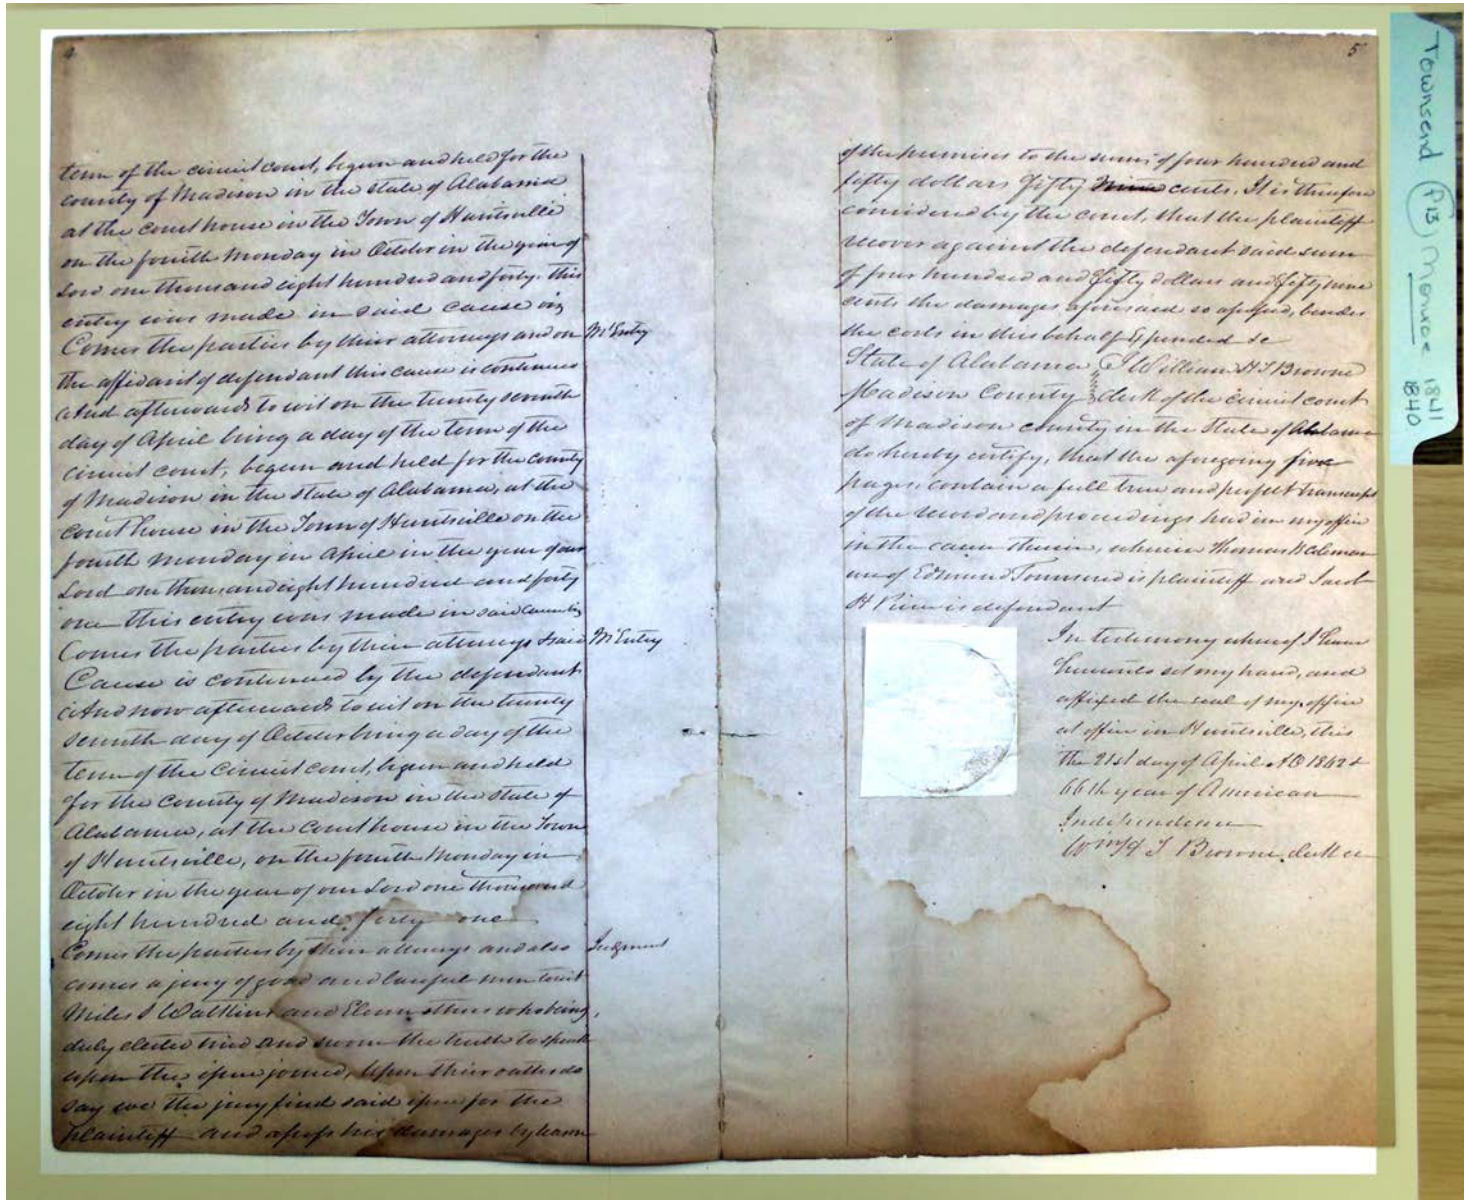 4
term of the circuit court, begun and held for the
county of Madison in the state of Alabama
at the court house in the Town of Huntsville
on the fourth Monday in October in the year of
Lord one thousand eight hundred and forty. this
entry was made in said cause viz
Comes the parties by their attorneys and on
Mt Entry
the affidavit of defendant this cause is continued
And afterwards to wit on the twenty seventh
day of April being a day of the term of the
circuit court, begun and held for the county
of Madison in the state of Alabama, at the
court house in the Town of Huntsville on the
fourth Monday in April in the year of our
Lord one thousand eight hundred and forty
one this entry was made in said cause viz
Comes the parties by their attorneys & said
Mt Entry
Cause is continued by the defendant
And now afterwards to wit on the twenty
seventh day of October being a day of the
term of the Circuit court, begun and held
for the County of Madison in the state of
Alabama, at the Court house in the Town
of Huntsville, on the fourth Monday in
October in the year of our Lord one thousand
eight hundred and forty one
Comes the parties by their attorneys and also
Judgment
comes a jury of good and lawful men to wit
Miles S Watkins and Eleven others who being
duly elected tried and sworn the truth to speak
upon the issue joined, upon their oaths do
say we the jury find said issue for the
plaintiff and assess his damages by reason
5
of the premises to the sum of four hundred and
fifty dollars fifty nine cents. It is therefore
considered by the court, that the plaintiff
recover against the defendant said sum
of four hundred and fifty dollars and fifty nine
cents the damages aforesaid so assessed, besides
the costs in this behalf Expended &c
State of Alabama I William H T Browne
Madison County clerk of the circuit court
of Madison county in the State of Alabama
do hereby certify, that the aforegoing five
pages, contain a full true and perfect transcript
of the record and proceedings had in my office
in the cause therein, wherein Thomas B Coleman
use of Edmund Townsend is plaintiff and Jacob
H Pierce is defendant
In testimony whereof I have
hereunto set my hand, and
affixed the seal of my office
at office in Huntsville, this
the 21st day of April AD 1842 &
66th year of American
Independence
Wm H T Browne clerk
Townsend (P13) Monroe 1841
1840